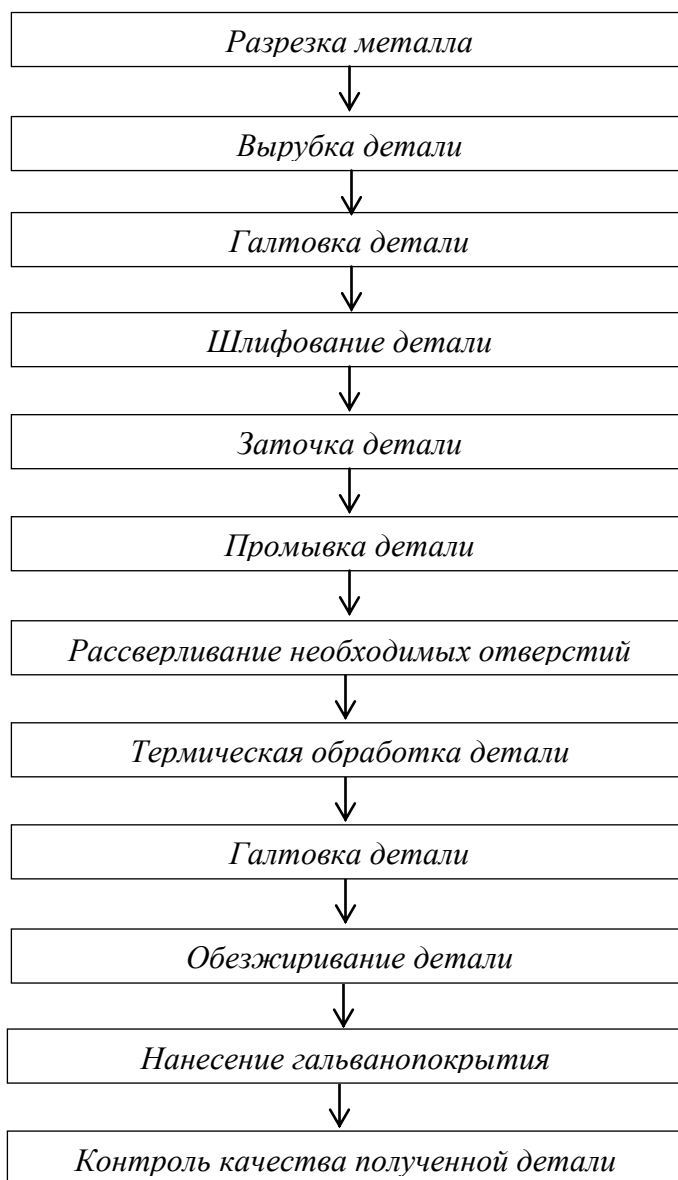 Разрезка металла
Вырубка детали
Галтовка детали
Шлифование детали
Заточка детали
Промывка детали
Рассверливание необходимых отверстий
Термическая обработка детали
Галтовка детали
Обезжиривание детали
Нанесение гальванопокрытия
Контроль качества полученной детали